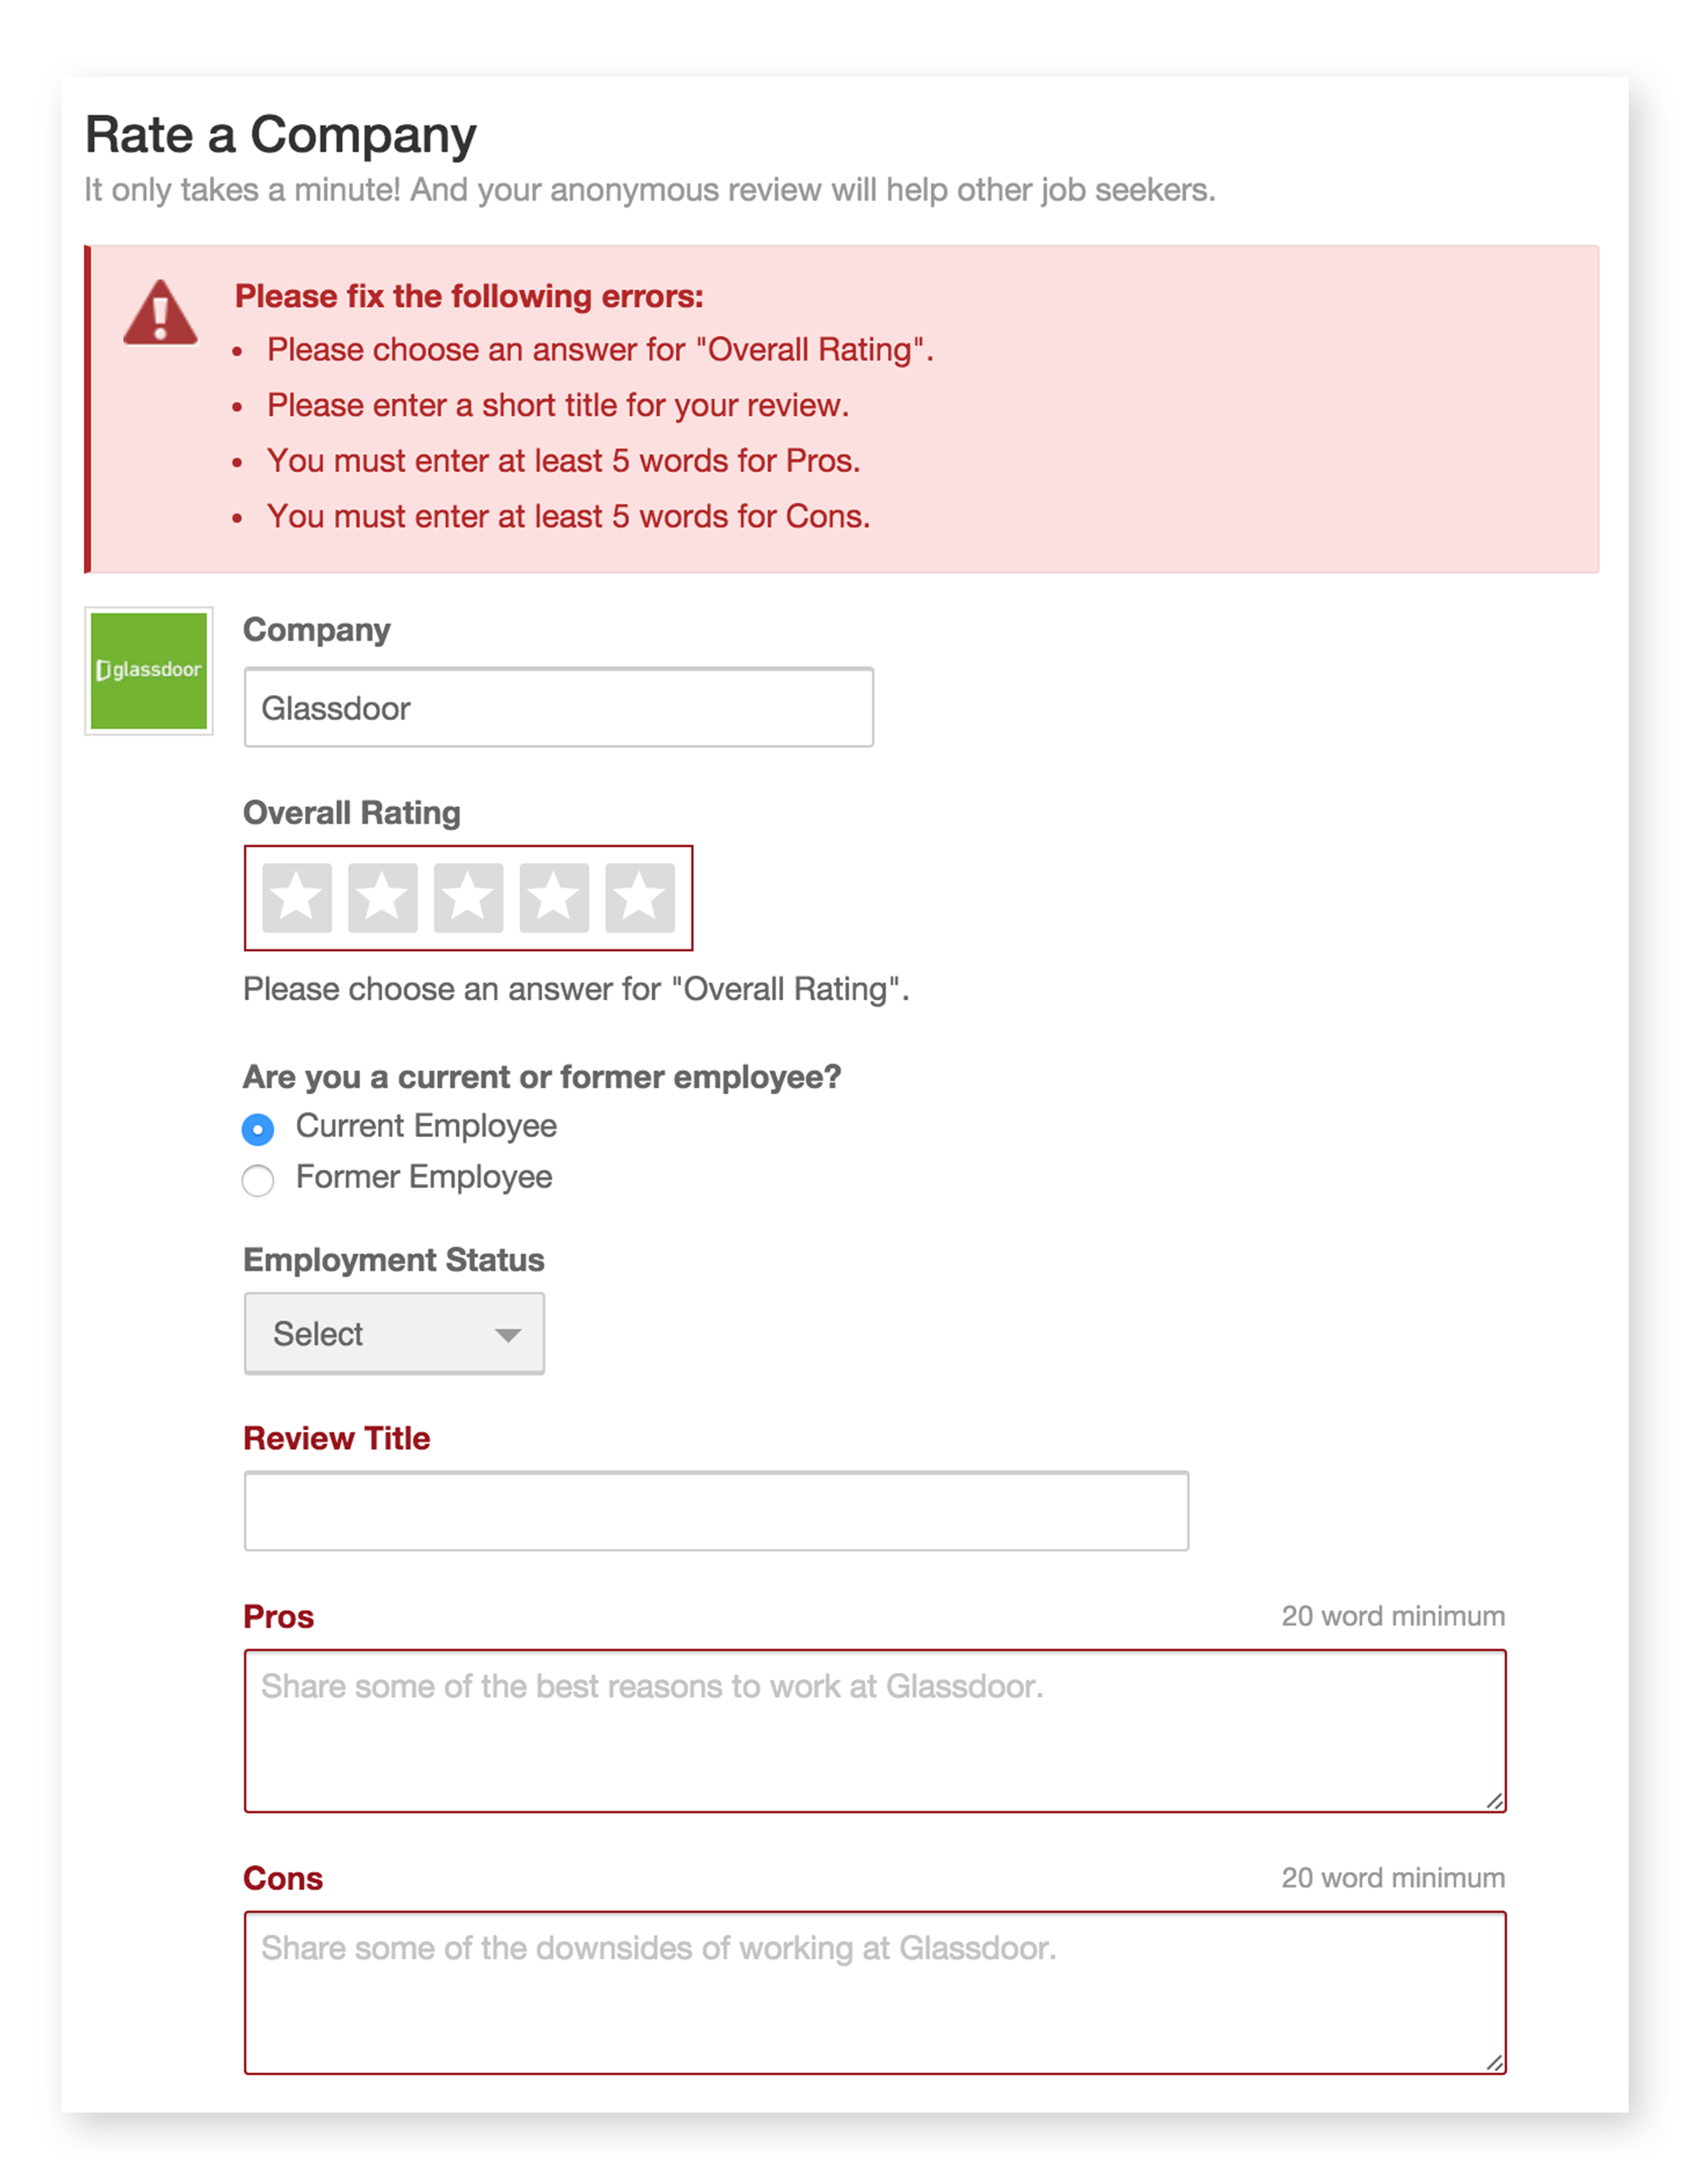 Rate a Company
It only takes a minute! And your anonymous review will help other job seekers.
Please fix the following errors:
• Please choose an answer for "Overall Rating".
• Please enter a short title for your review.
• You must enter at least 5 words for Pros.
• You must enter at least 5 words for Cons.
glassdoor
Company
Glassdoor
Overall Rating
Please choose an answer for "Overall Rating".
Are you a current or former employee?
Current Employee
Former Employee
Employment Status
Select
Review Title
Pros 20 word minimum
Share some of the best reasons to work at Glassdoor.
Cons 20 word minimum
Share some of the downsides of working at Glassdoor.